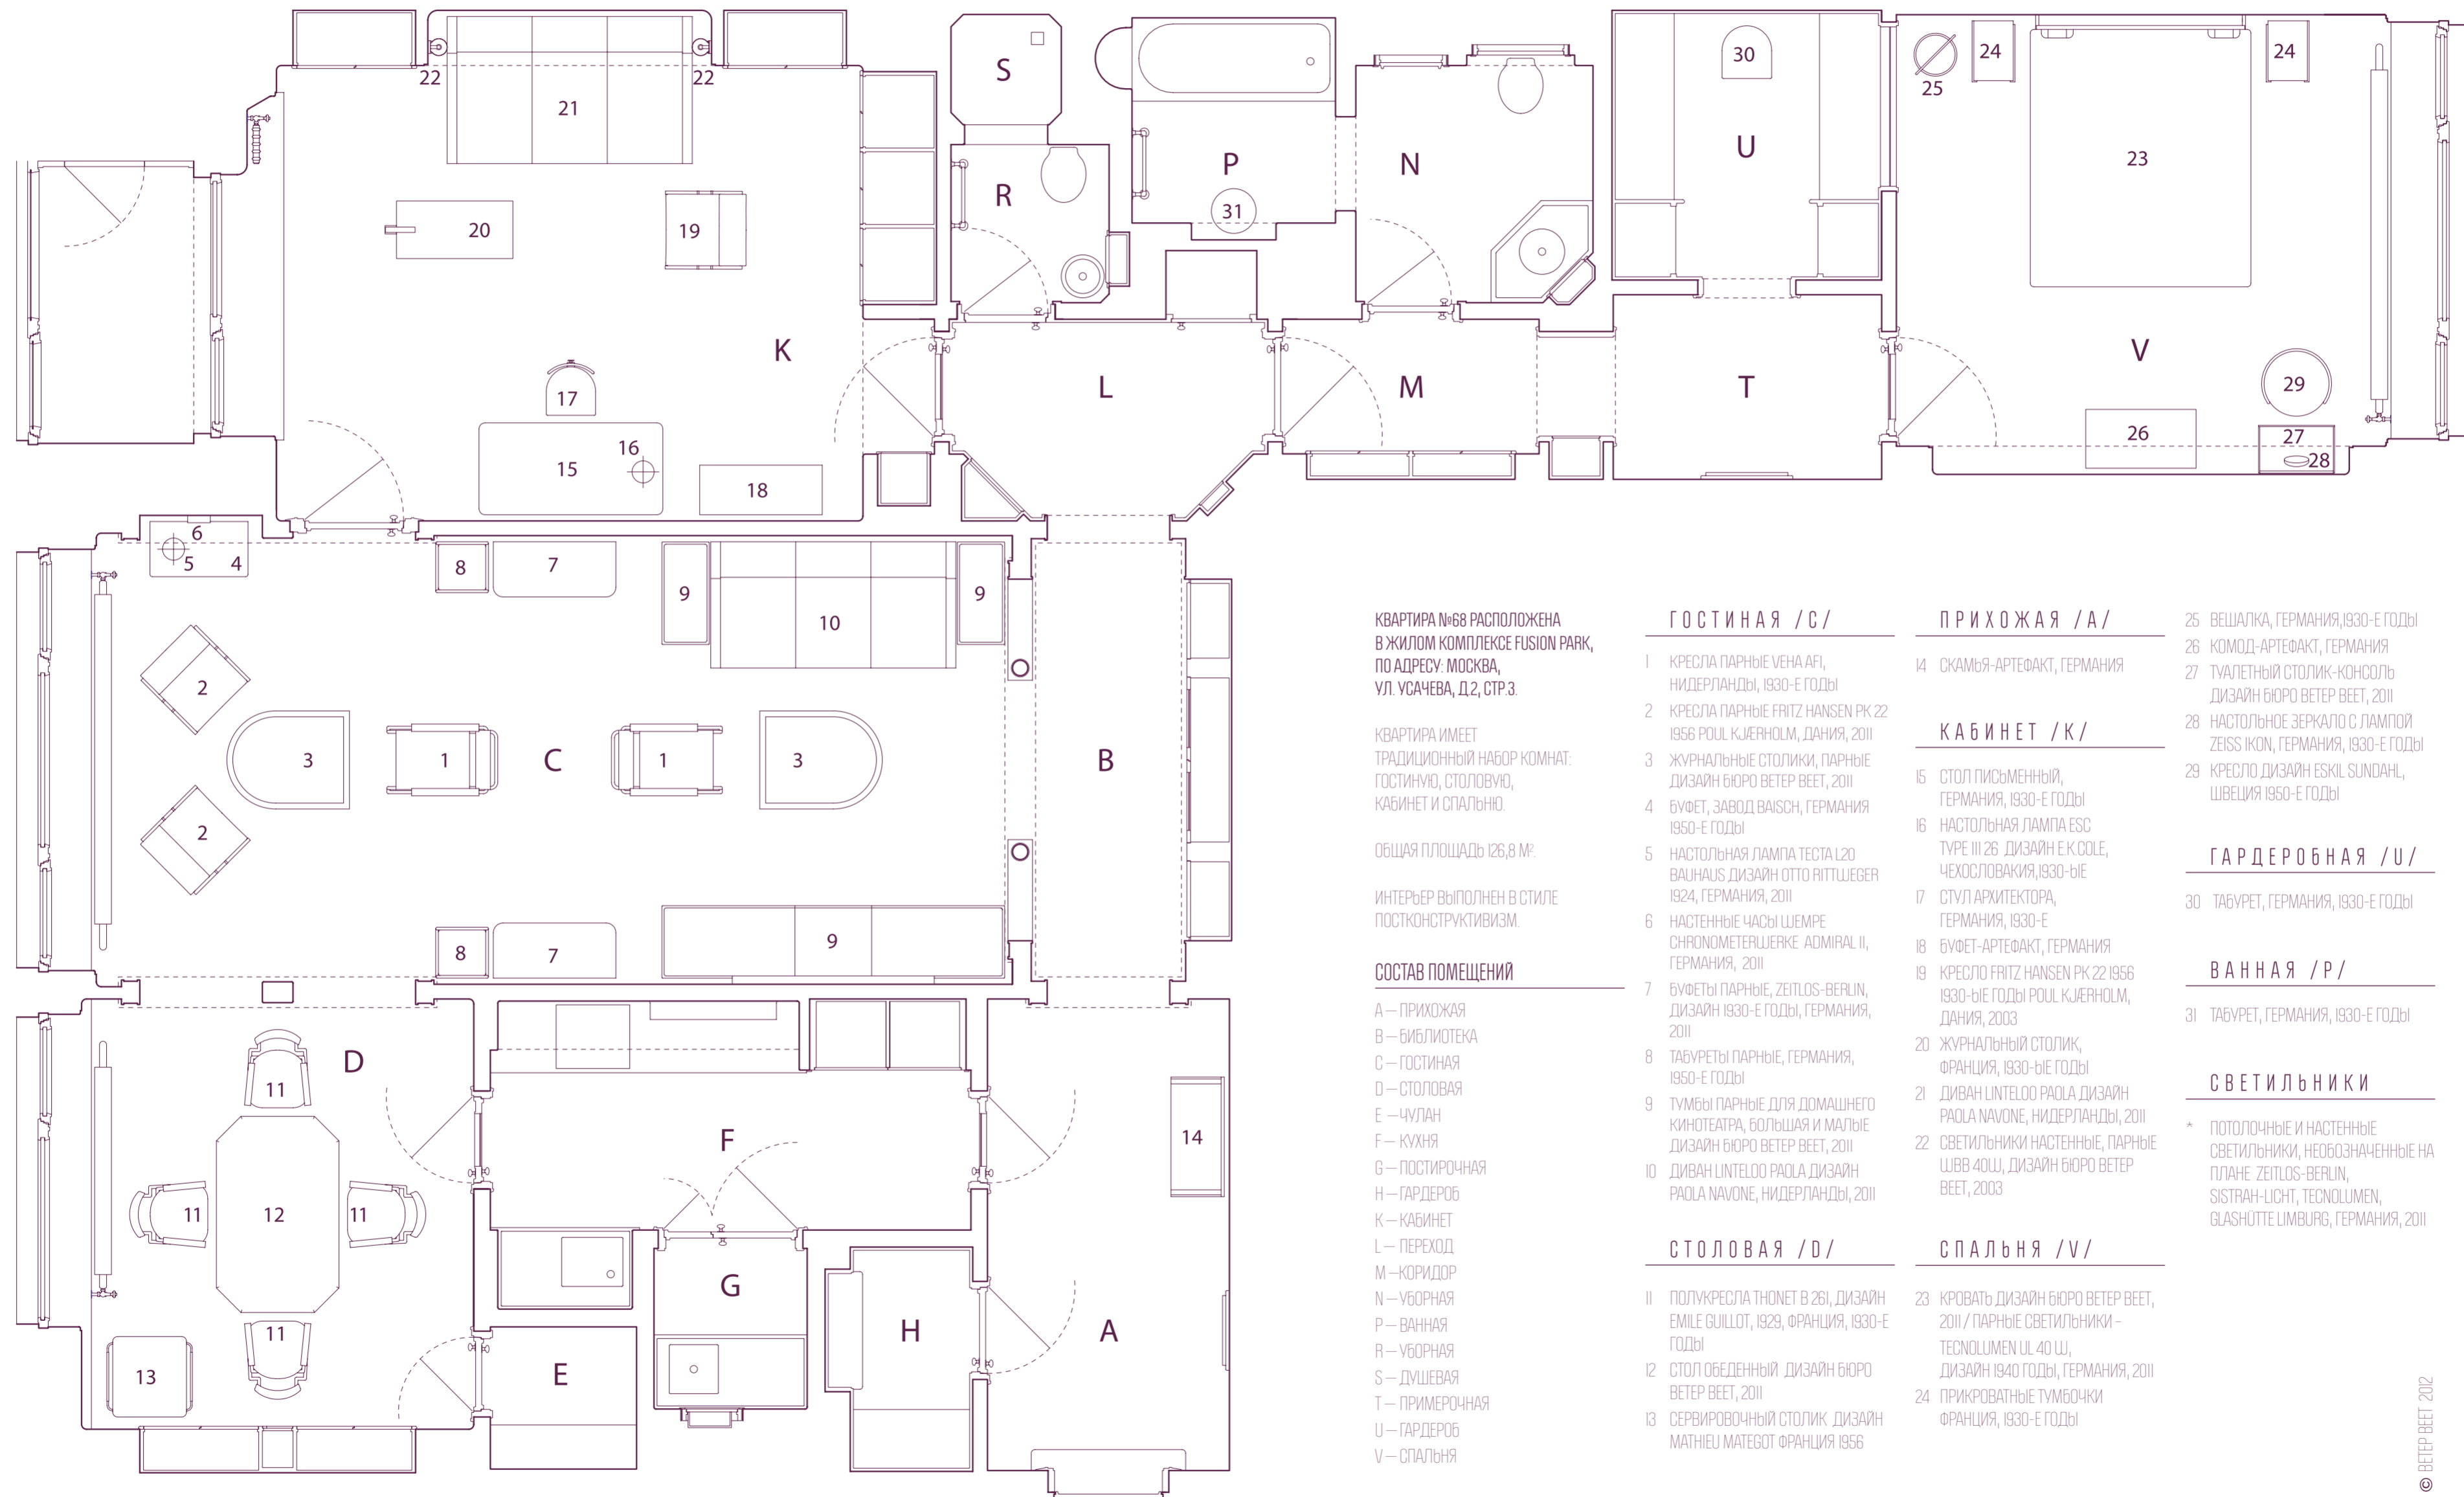 22
22
21
20
19
K
17
16
15
18
S
R
P
31
N
L
M
30
U
T
25
24
24
23
V
29
26
27
28
6
5
4
8
7
9
10
9
2
3
1
C
1
3
B
2
8
7
9
D
11
11
12
11
11
13
F
E
G
H
14
A
КВАРТИРА №68 РАСПОЛОЖЕНА
В ЖИЛОМ КОМПЛЕКСЕ FUSION PARK,
ПО АДРЕСУ: МОСКВА,
УЛ. УСАЧЕВА, Д.2, СТР.3.
КВАРТИРА ИМЕЕТ
ТРАДИЦИОННЫЙ НАБОР КОМНАТ:
ГОСТИНУЮ, СТОЛОВУЮ,
КАБИНЕТ И СПАЛЬНЮ.
ОБЩАЯ ПЛОЩАДЬ 126,8 М².
ИНТЕРЬЕР ВЫПОЛНЕН В СТИЛЕ
ПОСТКОНСТРУКТИВИЗМ.
СОСТАВ ПОМЕЩЕНИЙ
A – ПРИХОЖАЯ
B – БИБЛИОТЕКА
C – ГОСТИНАЯ
D – СТОЛОВАЯ
E – ЧУЛАН
F – КУХНЯ
G – ПОСТИРОЧНАЯ
H – ГАРДЕРОБ
K – КАБИНЕТ
L – ПЕРЕХОД
M – КОРИДОР
N – УБОРНАЯ
P – ВАННАЯ
R – УБОРНАЯ
S – ДУШЕВАЯ
T – ПРИМЕРОЧНАЯ
U – ГАРДЕРОБ
V – СПАЛЬНЯ
ГОСТИНАЯ /C/
1 КРЕСЛА ПАРНЫЕ VEHA AFI,
НИДЕРЛАНДЫ, 1930-Е ГОДЫ
2 КРЕСЛА ПАРНЫЕ FRITZ HANSEN PK 22
1956 POUL KJÆRHOLM, ДАНИЯ, 2011
3 ЖУРНАЛЬНЫЕ СТОЛИКИ, ПАРНЫЕ
ДИЗАЙН БЮРО ВЕТЕР ВЕЕТ, 2011
4 БУФЕТ, ЗАВОД BAISCH, ГЕРМАНИЯ
1950-Е ГОДЫ
5 НАСТОЛЬНАЯ ЛАМПА ТЕСТА L20
BAUHAUS ДИЗАЙН OTTO RITTWEGER
1924, ГЕРМАНИЯ, 2011
6 НАСТЕННЫЕ ЧАСЫ WEMPE
CHRONOMETERWERKE ADMIRAL II,
ГЕРМАНИЯ, 2011
7 БУФЕТЫ ПАРНЫЕ, ZEITLOS-BERLIN,
ДИЗАЙН 1930-Е ГОДЫ, ГЕРМАНИЯ,
2011
8 ТАБУРЕТЫ ПАРНЫЕ, ГЕРМАНИЯ,
1950-Е ГОДЫ
9 ТУМБЫ ПАРНЫЕ ДЛЯ ДОМАШНЕГО
КИНОТЕАТРА, БОЛЬШАЯ И МАЛЫЕ
ДИЗАЙН БЮРО ВЕТЕР ВЕЕТ, 2011
10 ДИВАН LINTELOO PAOLA ДИЗАЙН
PAOLA NAVONE, НИДЕРЛАНДЫ, 2011
СТОЛОВАЯ /D/
11 ПОЛУКРЕСЛА THONET B 261, ДИЗАЙН
EMILE GUILLOT, 1929, ФРАНЦИЯ, 1930-Е
ГОДЫ
12 СТОЛ ОБЕДЕННЫЙ ДИЗАЙН БЮРО
ВЕТЕР ВЕЕТ, 2011
13 СЕРВИРОВОЧНЫЙ СТОЛИК ДИЗАЙН
MATHIEU MATEGOT ФРАНЦИЯ 1956
ПРИХОЖАЯ /A/
14 СКАМЬЯ-АРТЕФАКТ, ГЕРМАНИЯ
КАБИНЕТ /K/
15 СТОЛ ПИСЬМЕННЫЙ,
ГЕРМАНИЯ, 1930-Е ГОДЫ
16 НАСТОЛЬНАЯ ЛАМПА ESC
TYPE III 26 ДИЗАЙН E.K.COLE,
ЧЕХОСЛОВАКИЯ,1930-ЫЕ
17 СТУЛ АРХИТЕКТОРА,
ГЕРМАНИЯ, 1930-Е
18 БУФЕТ-АРТЕФАКТ, ГЕРМАНИЯ
19 КРЕСЛО FRITZ HANSEN PK 22 1956
1930-ЫЕ ГОДЫ POUL KJÆRHOLM,
ДАНИЯ, 2003
20 ЖУРНАЛЬНЫЙ СТОЛИК,
ФРАНЦИЯ, 1930-ЫЕ ГОДЫ
21 ДИВАН LINTELOO PAOLA ДИЗАЙН
PAOLA NAVONE, НИДЕРЛАНДЫ, 2011
22 СВЕТИЛЬНИКИ НАСТЕННЫЕ, ПАРНЫЕ
WBB 40W, ДИЗАЙН БЮРО ВЕТЕР
ВЕЕТ, 2003
СПАЛЬНЯ /V/
23 КРОВАТЬ ДИЗАЙН БЮРО ВЕТЕР ВЕЕТ,
2011 / ПАРНЫЕ СВЕТИЛЬНИКИ –
TECNOLUMEN UL 40 W,
ДИЗАЙН 1940 ГОДЫ, ГЕРМАНИЯ, 2011
24 ПРИКРОВАТНЫЕ ТУМБОЧКИ
ФРАНЦИЯ, 1930-Е ГОДЫ
25 ВЕШАЛКА, ГЕРМАНИЯ,1930-Е ГОДЫ
26 КОМОД-АРТЕФАКТ, ГЕРМАНИЯ
27 ТУАЛЕТНЫЙ СТОЛИК-КОНСОЛЬ
ДИЗАЙН БЮРО ВЕТЕР ВЕЕТ, 2011
28 НАСТОЛЬНОЕ ЗЕРКАЛО С ЛАМПОЙ
ZEISS IKON, ГЕРМАНИЯ, 1930-Е ГОДЫ
29 КРЕСЛО ДИЗАЙН ESKIL SUNDAHL,
ШВЕЦИЯ 1950-Е ГОДЫ
ГАРДЕРОБНАЯ /U/
30 ТАБУРЕТ, ГЕРМАНИЯ, 1930-Е ГОДЫ
ВАННАЯ /P/
31 ТАБУРЕТ, ГЕРМАНИЯ, 1930-Е ГОДЫ
СВЕТИЛЬНИКИ
* ПОТОЛОЧНЫЕ И НАСТЕННЫЕ
СВЕТИЛЬНИКИ, НЕОБОЗНАЧЕННЫЕ НА
ПЛАНЕ ZEITLOS-BERLIN,
SISTRAH-LICHT, TECNOLUMEN,
GLASHÜTTE LIMBURG, ГЕРМАНИЯ, 2011
© ВЕТЕР ВЕЕТ 2012